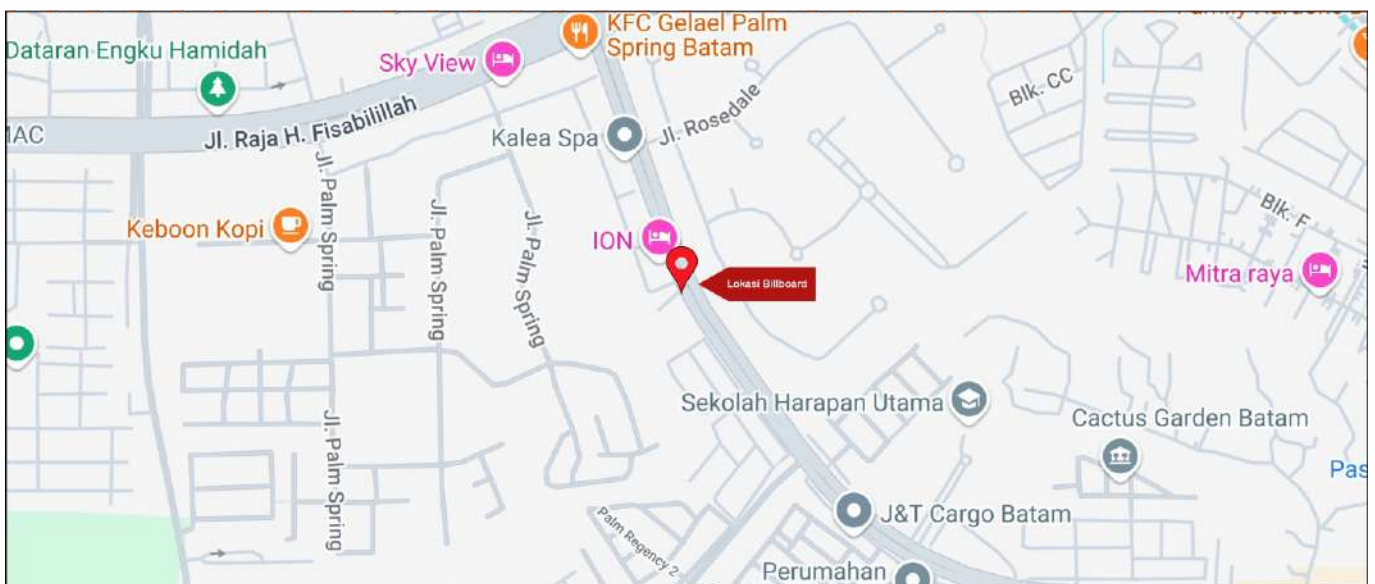 KFC Gelael Palm
Spring Batam
Dataran Engku Hamidah
Sky View
Blk. CC
Jl. Rosedale
Jl. Raja H. Fisabilillah
Kalea Spa
Jl. Palm Spring
Jl. Palm Spring
Jl. Palm Spring
Keboon Kopi
ION
Blk. F
Mitra raya
Lokasi Billboard
Sekolah Harapan Utama
Cactus Garden Batam
Jl. Palm Spring
Pas
J&T Cargo Batam
Palm Regency 2
Perumahan